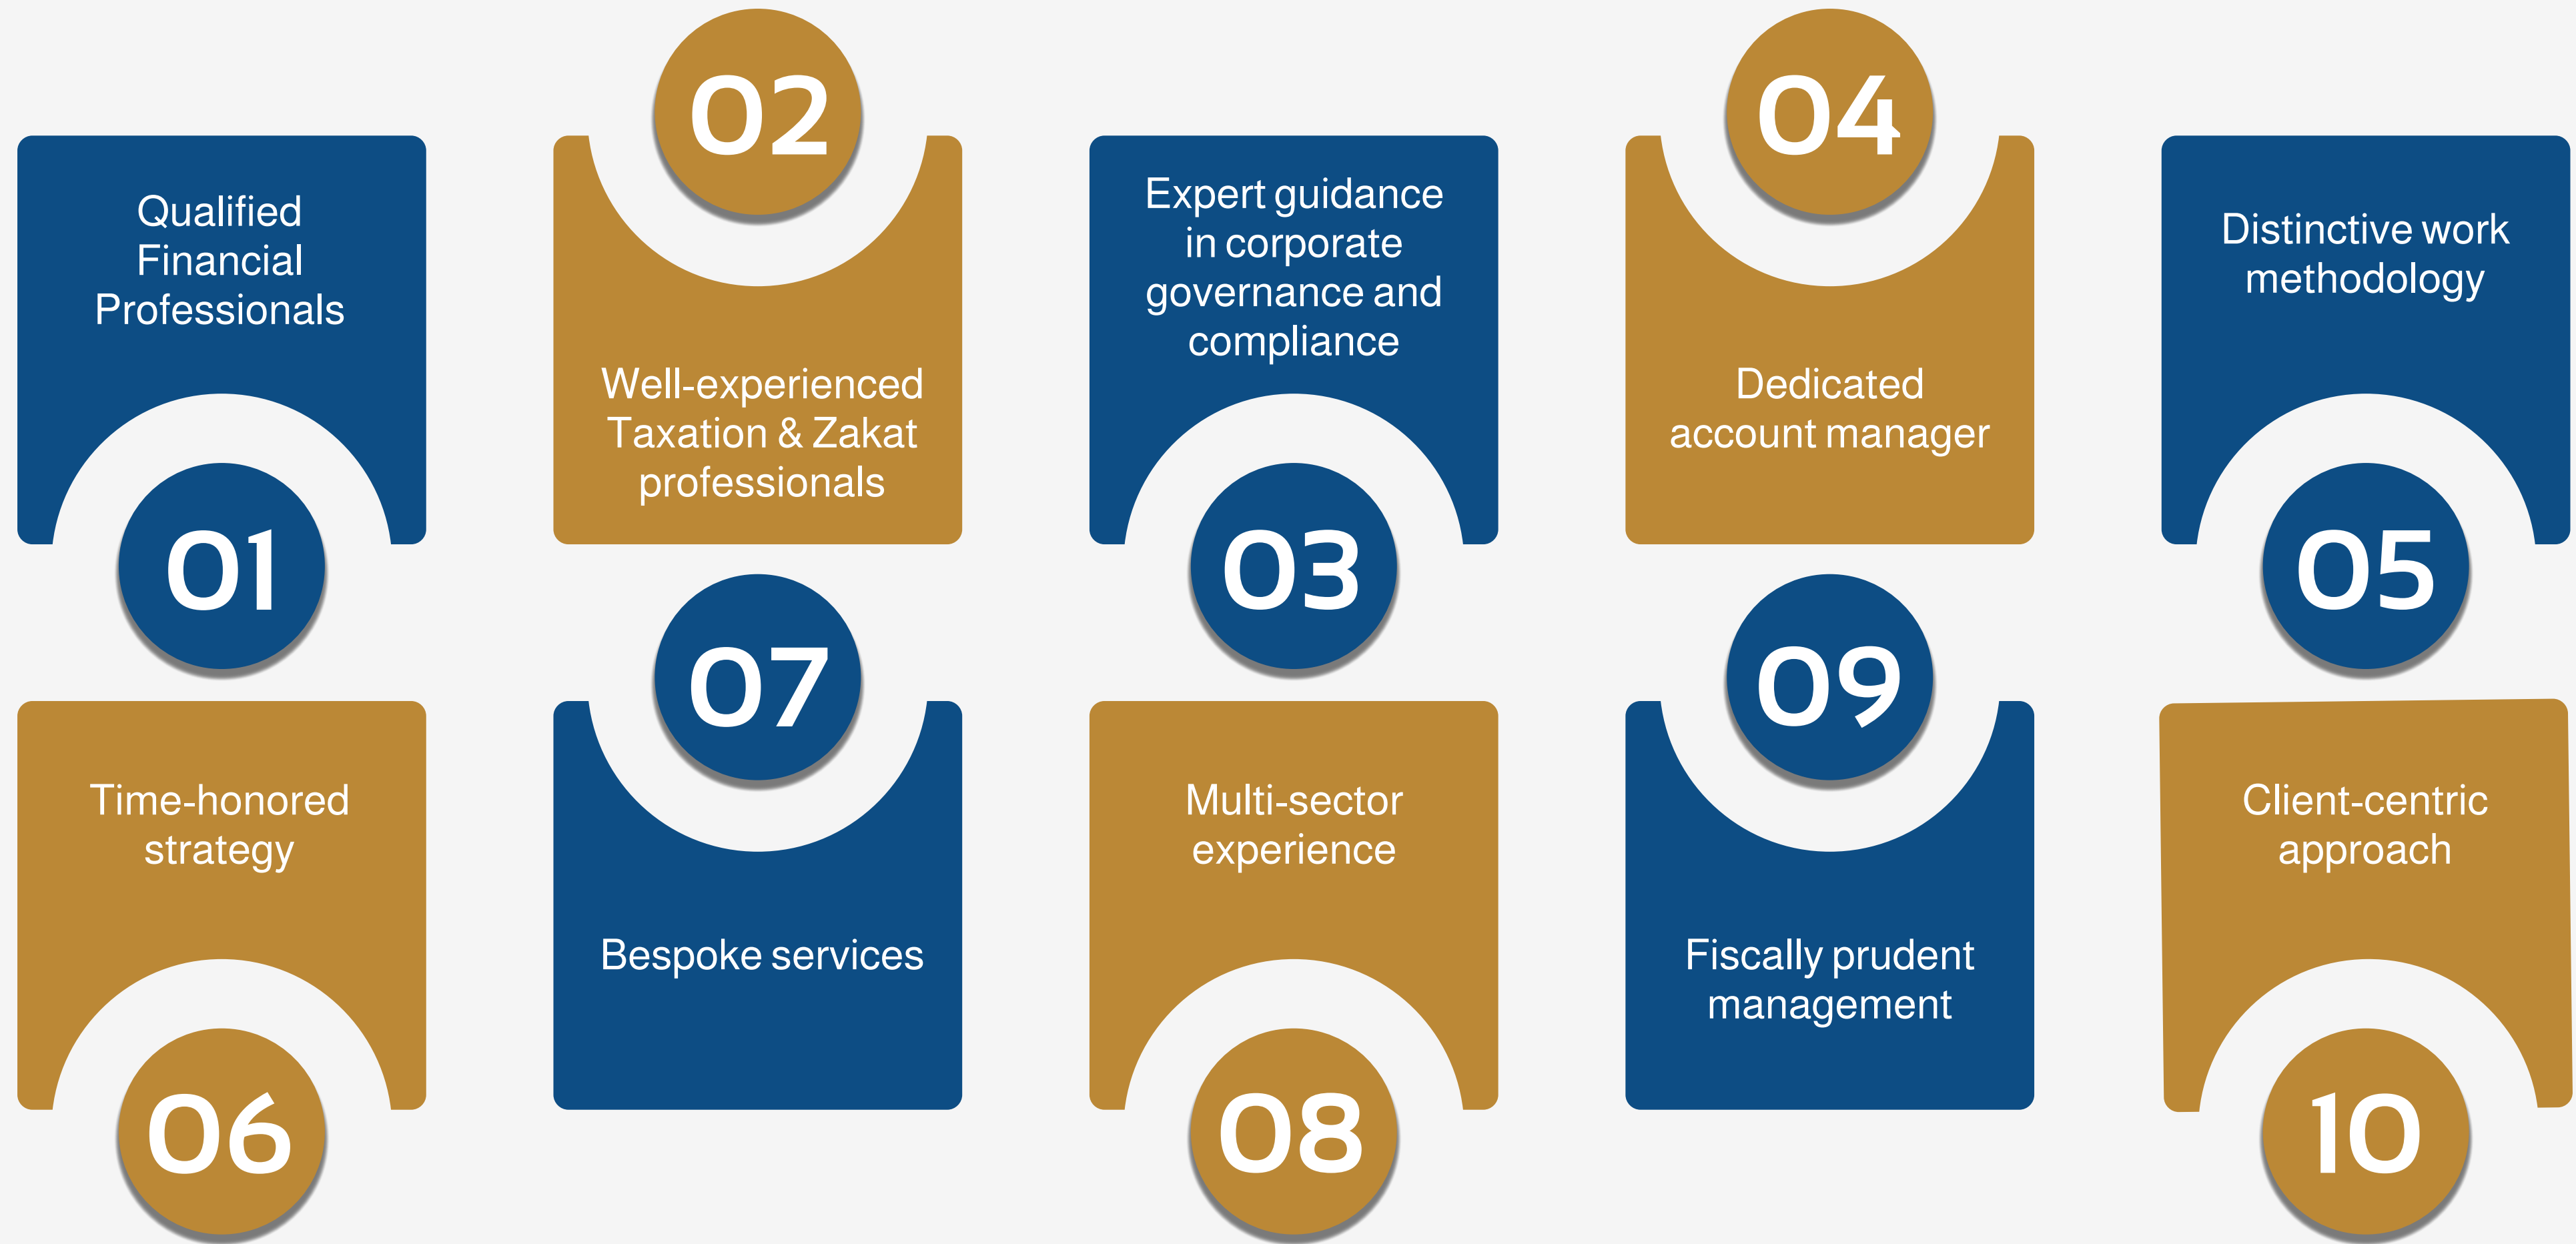 Qualified
Financial
Professionals
01
02
Well-experienced
Taxation & Zakat
professionals
Expert guidance
in corporate
governance and
compliance
03
04
Dedicated
account manager
Distinctive work
methodology
05
Time-honored
strategy
06
07
Bespoke services
Multi-sector
experience
08
09
Fiscally prudent
management
Client-centric
approach
10